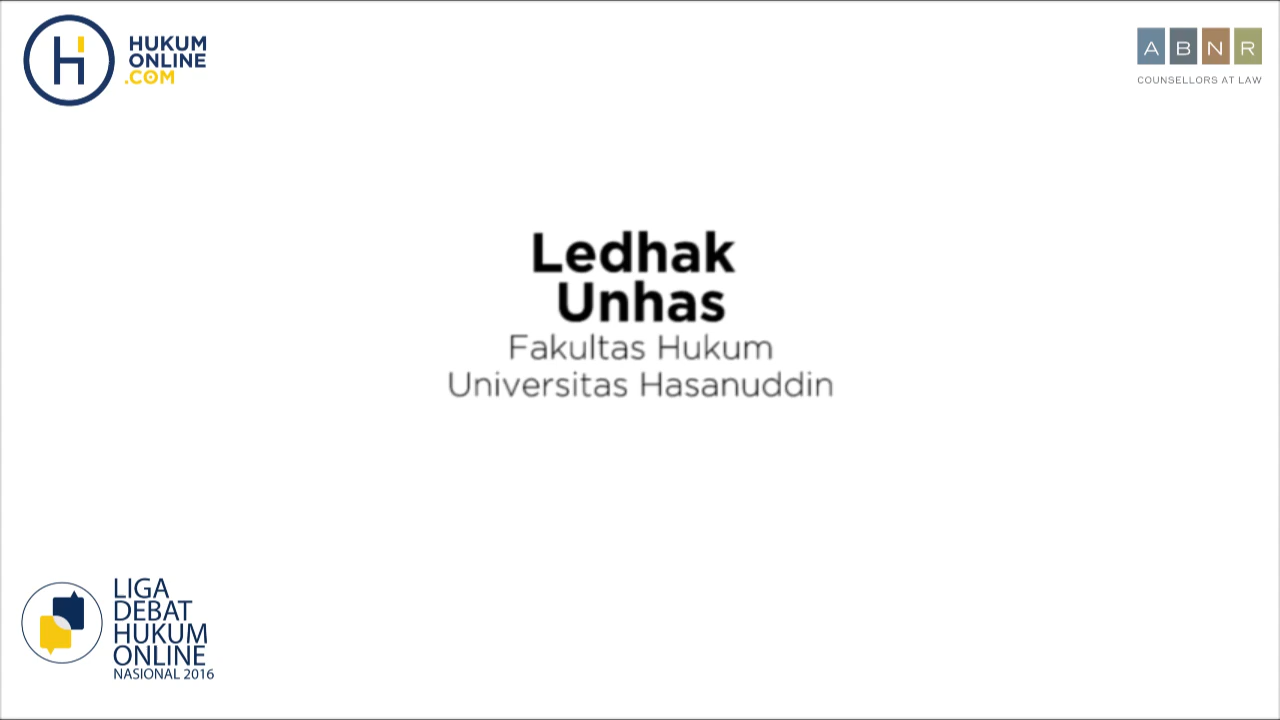 HUKUM
ONLINE
.COM
A B N R
COUNSELLORS AT LAW
Ledhak
Unhas
Fakultas Hukum
Universitas Hasanuddin
LIGA
DEBAT
HUKUM
ONLINE
NASIONAL 2016